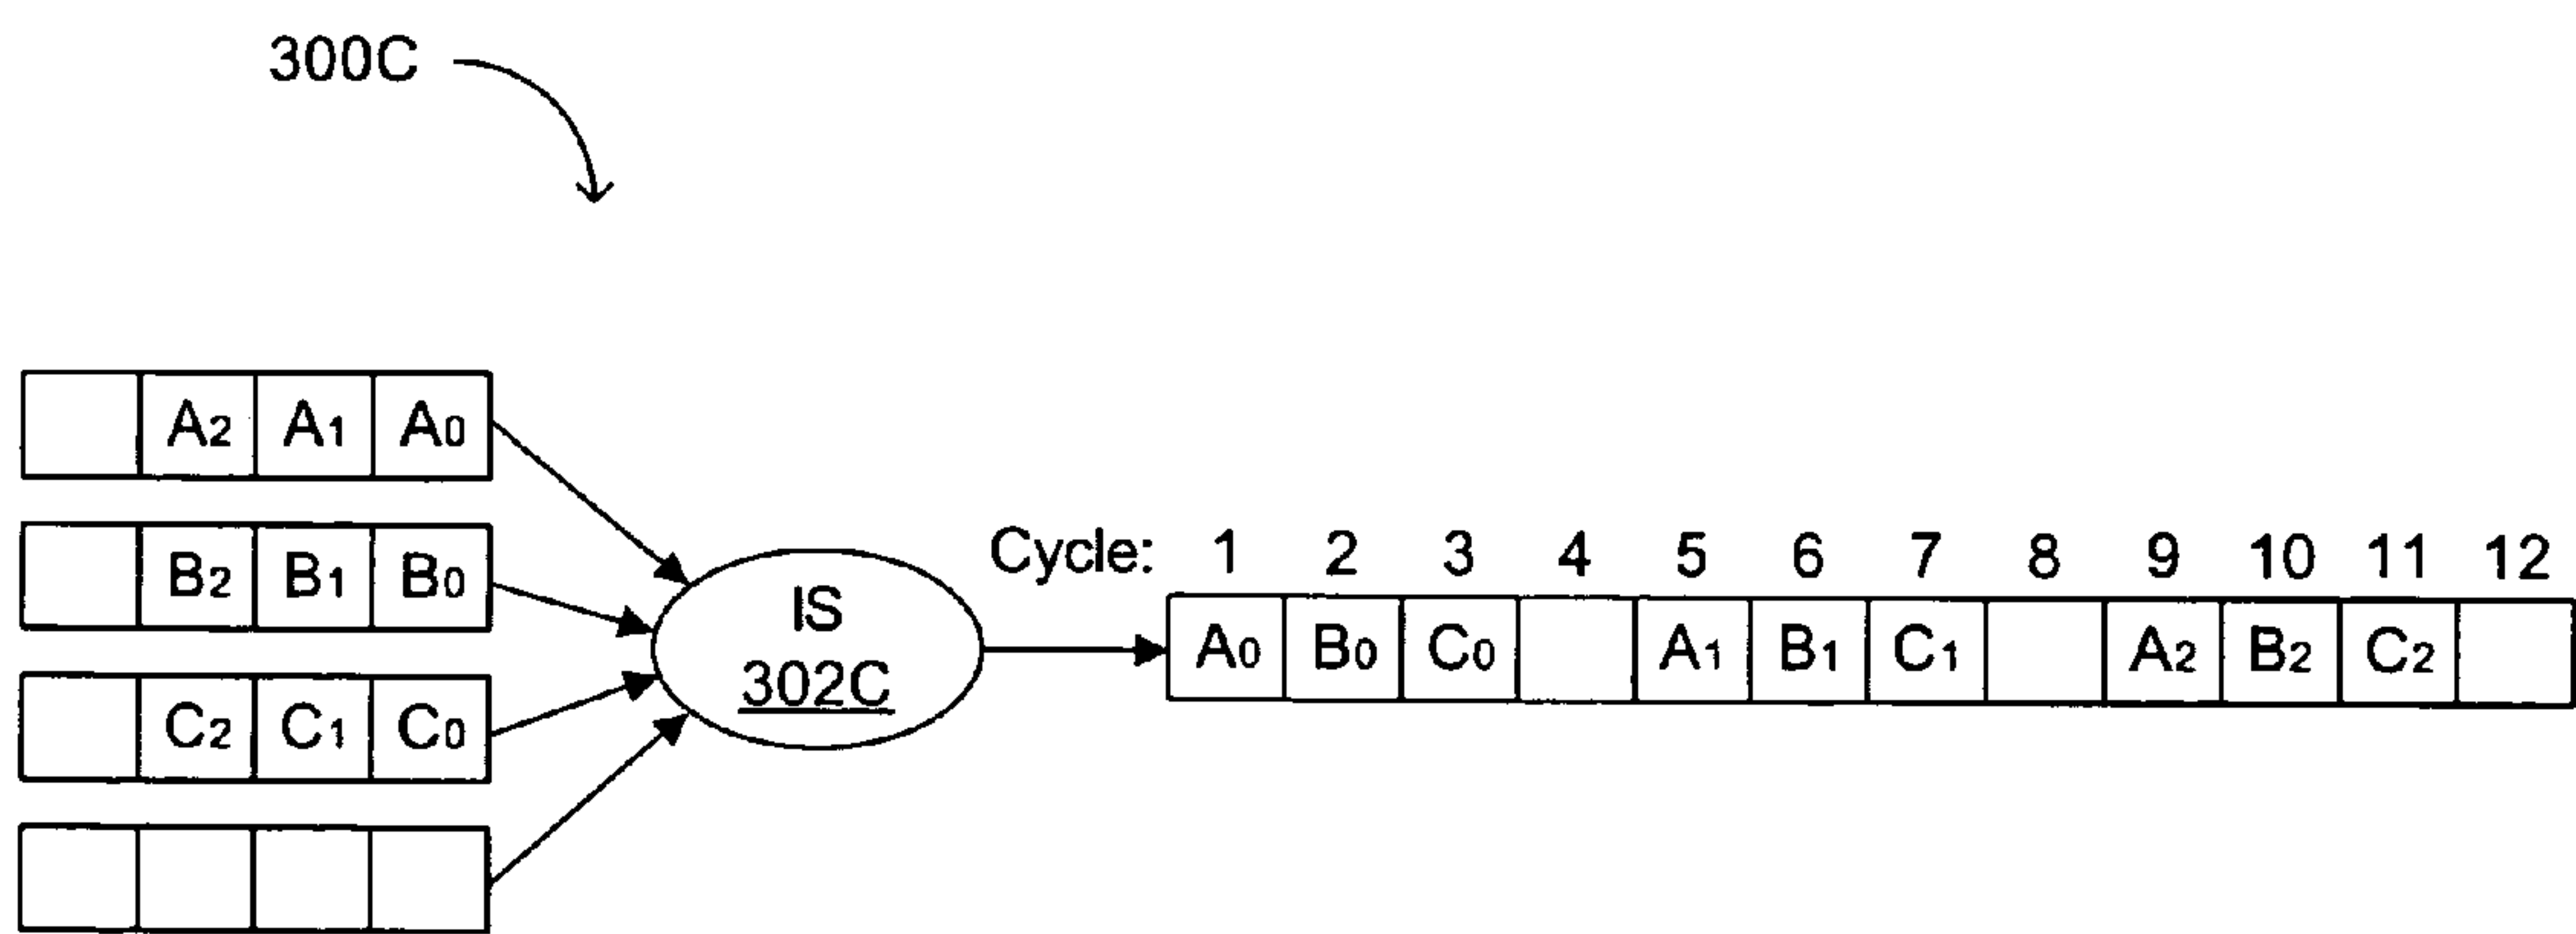 300C
A2 A1 A0
B2 B1 B0
C2 C1 C0
IS
302C
Cycle: 1 2 3 4 5 6 7 8 9 10 11 12
A0 B0 C0 A1 B1 C1 A2 B2 C2